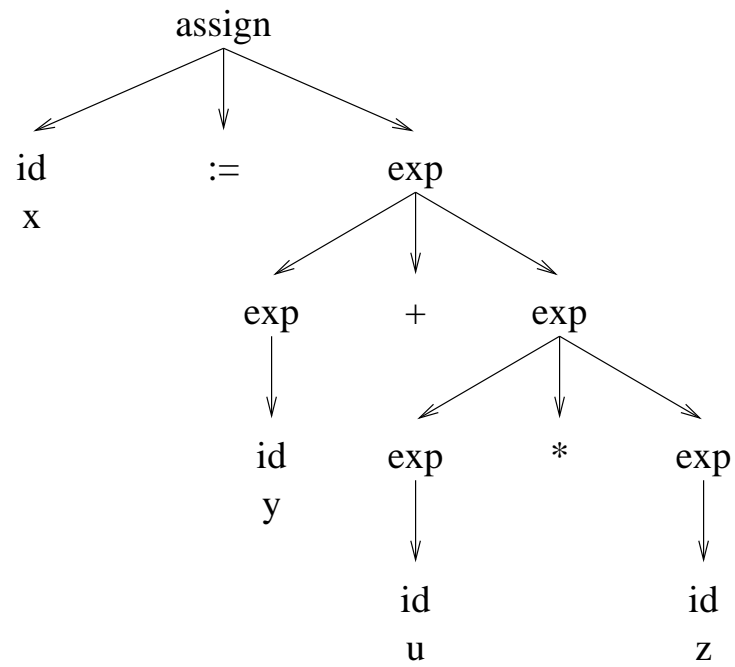 assign
id := exp
x
exp + exp
id exp * exp
y
id id
u z